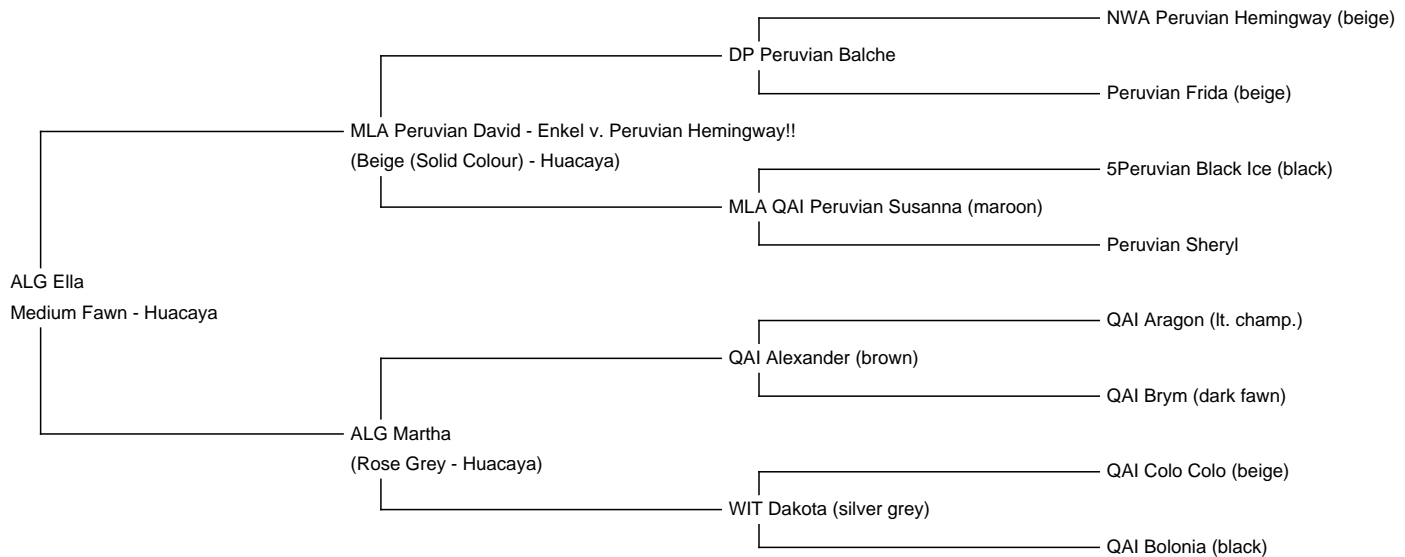 NWA Peruvian Hemingway (beige)
DP Peruvian Balche
Peruvian Frida (beige)
MLA Peruvian David - Enkel v. Peruvian Hemingway!!
(Beige (Solid Colour) - Huacaya)
5Peruvian Black Ice (black)
MLA QAI Peruvian Susanna (maroon)
Peruvian Sheryl
ALG Ella
Medium Fawn - Huacaya
QAI Aragon (lt. champ.)
QAI Alexander (brown)
QAI Brym (dark fawn)
ALG Martha
(Rose Grey - Huacaya)
QAI Colo Colo (beige)
WIT Dakota (silver grey)
QAI Bolonia (black)